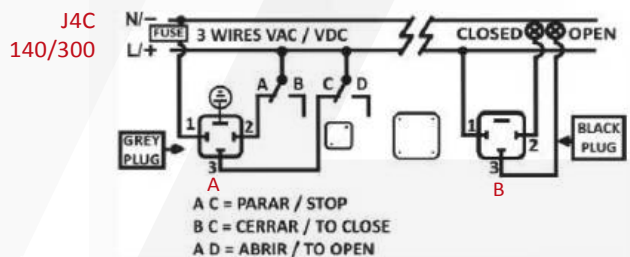 J4C
140/300
N/-
FUSE
3 WIRES VAC / VDC
L/+
CLOSED
OPEN
A B C D
1 2
3
GREY
PLUG
A
1 2
3
BLACK
PLUG
B
A C = PARAR / STOP
B C = CERRAR / TO CLOSE
A D = ABRIR / TO OPEN